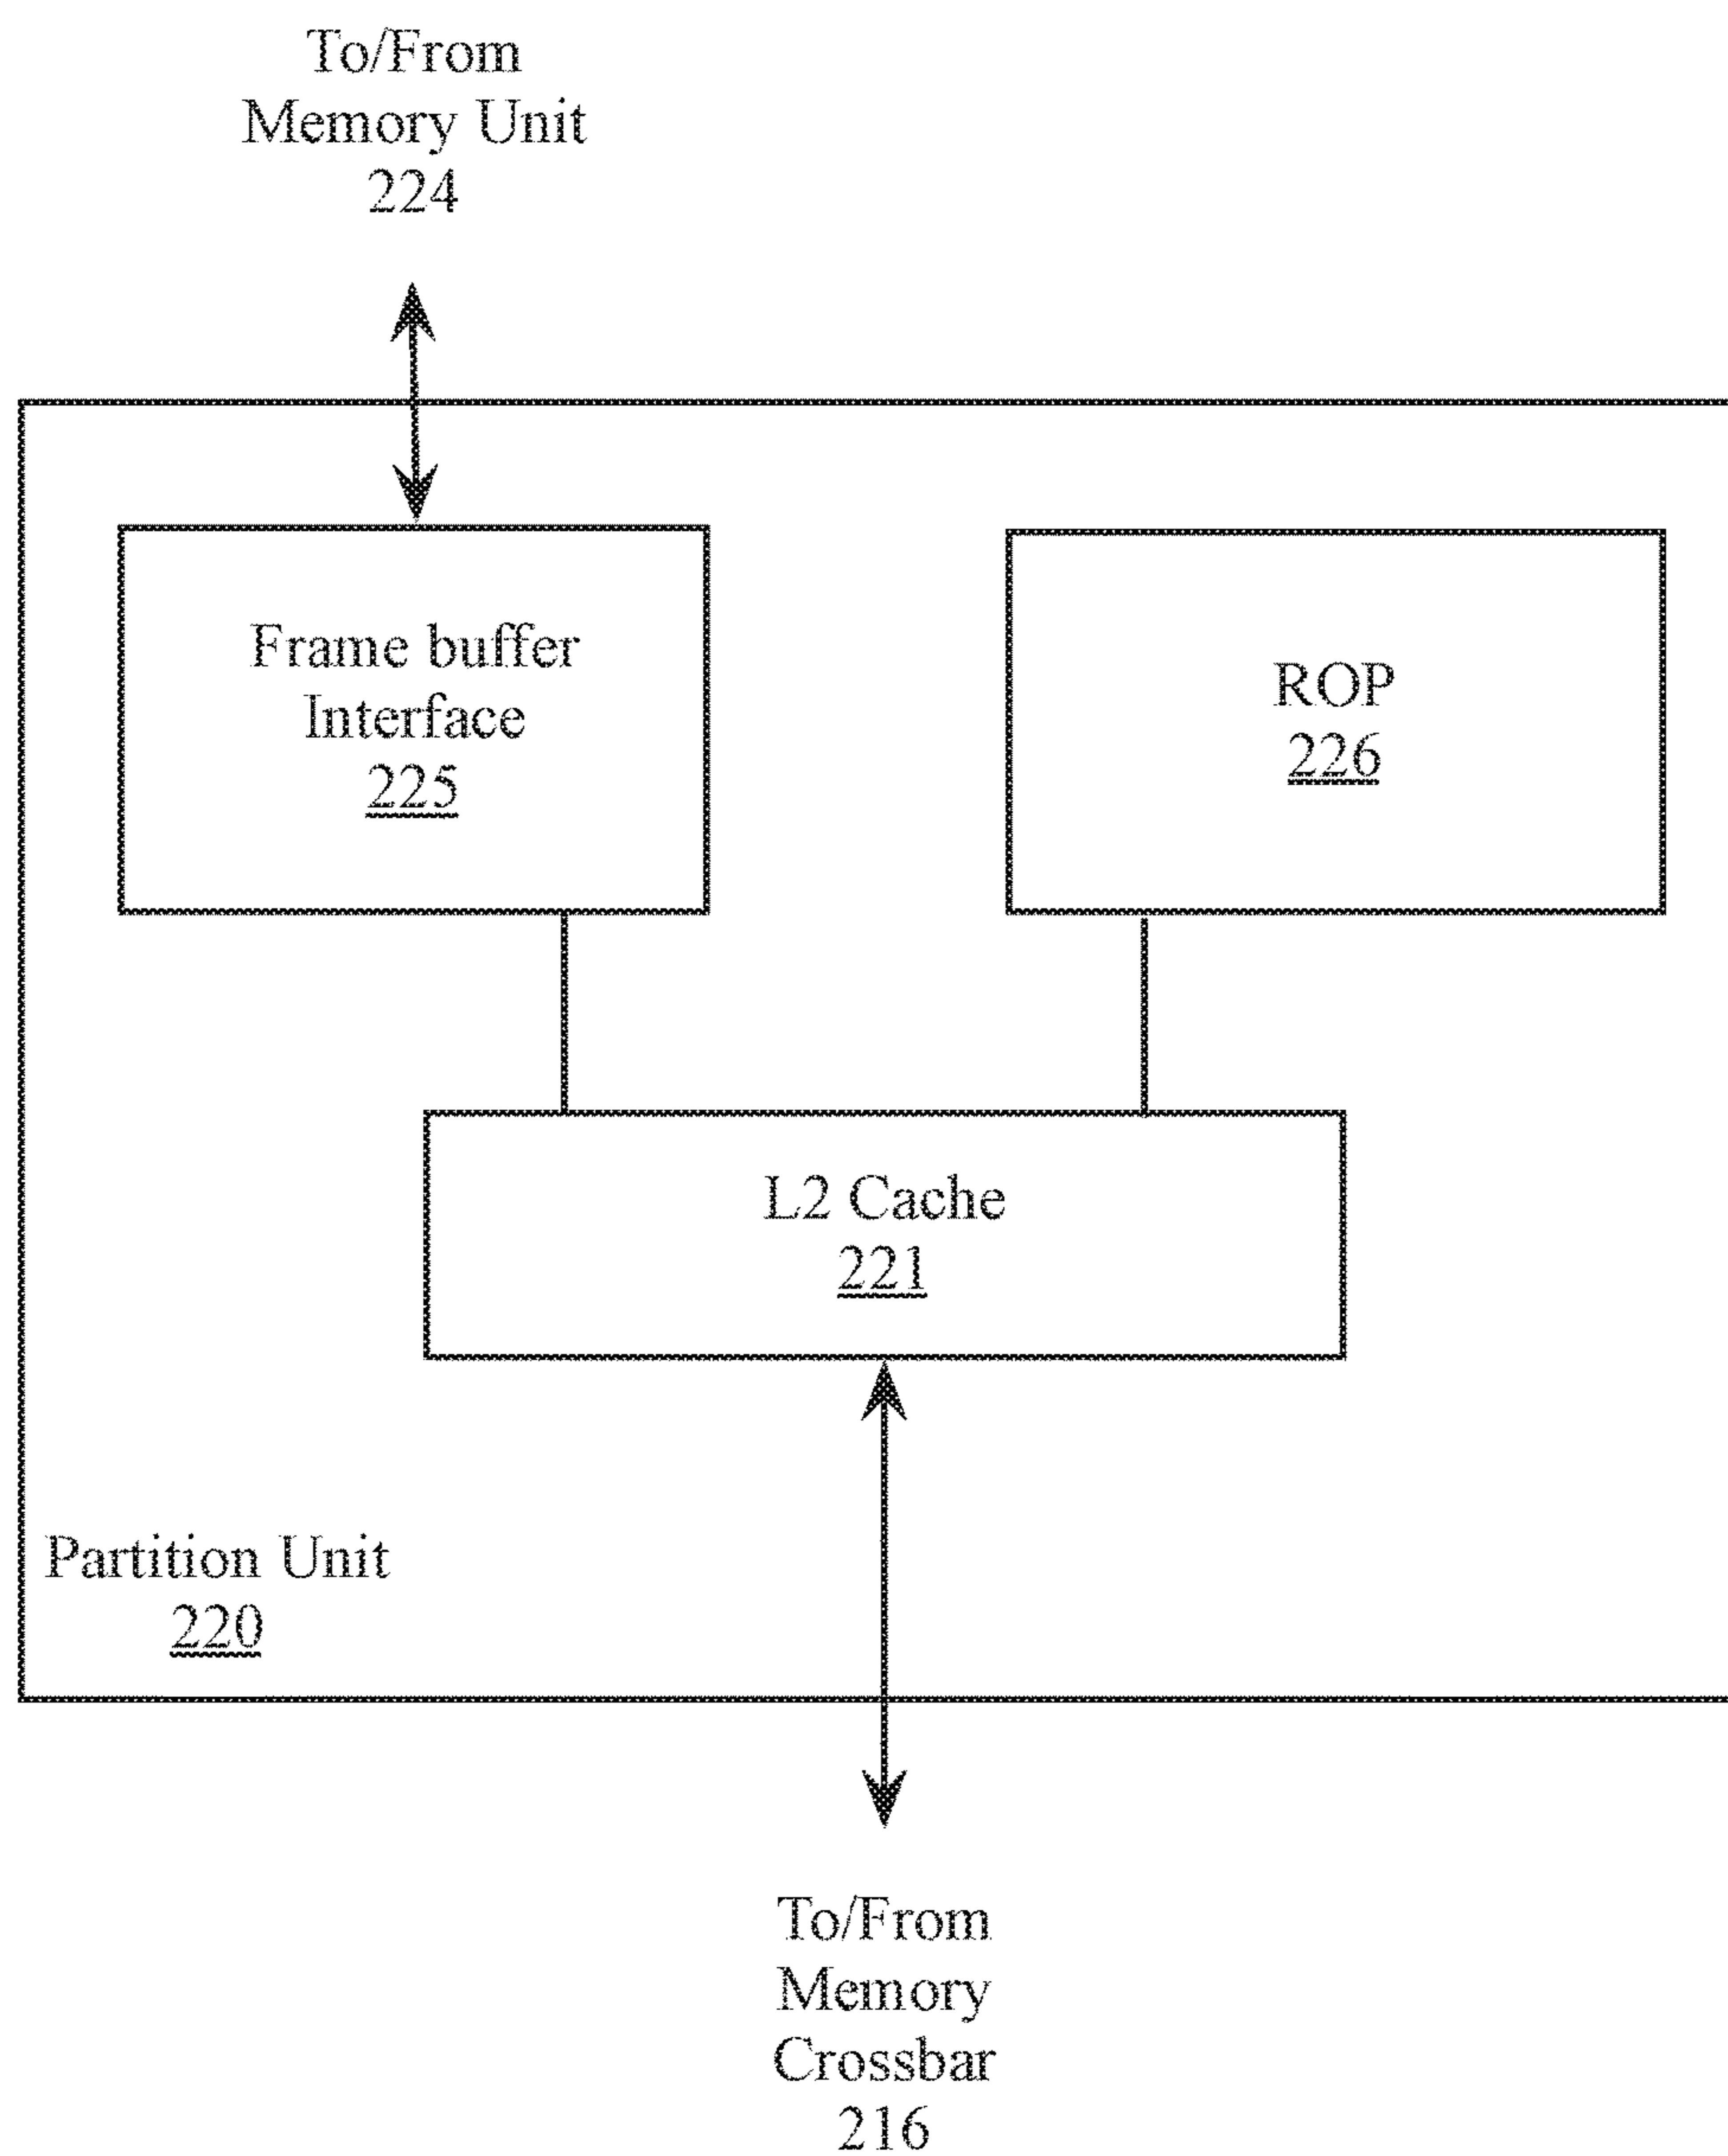 To/From
Memory Unit
224
Frame buffer
Interface
225
ROP
226
L2 Cache
221
Partition Unit
220
To/From
Memory
Crossbar
216